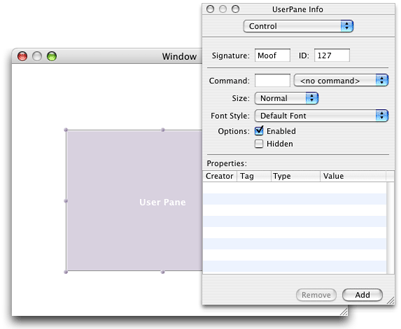 UserPane Info
Control
Signature: Moof ID: 127
Command: <no command>
Size: Normal
Font Style: Default Font
Options: Enabled
Hidden
Properties:
Creator Tag Type Value
Remove Add
Window
User Pane